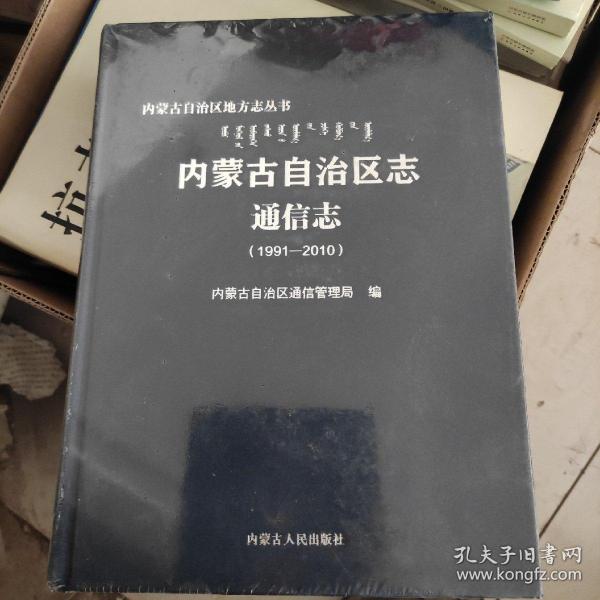 内蒙古自治区地方志丛书
内蒙古自治区志
通信志
(1991—2010)
内蒙古自治区通信管理局 编
内蒙古人民出版社
孔夫子旧书网
www.kongfz.com